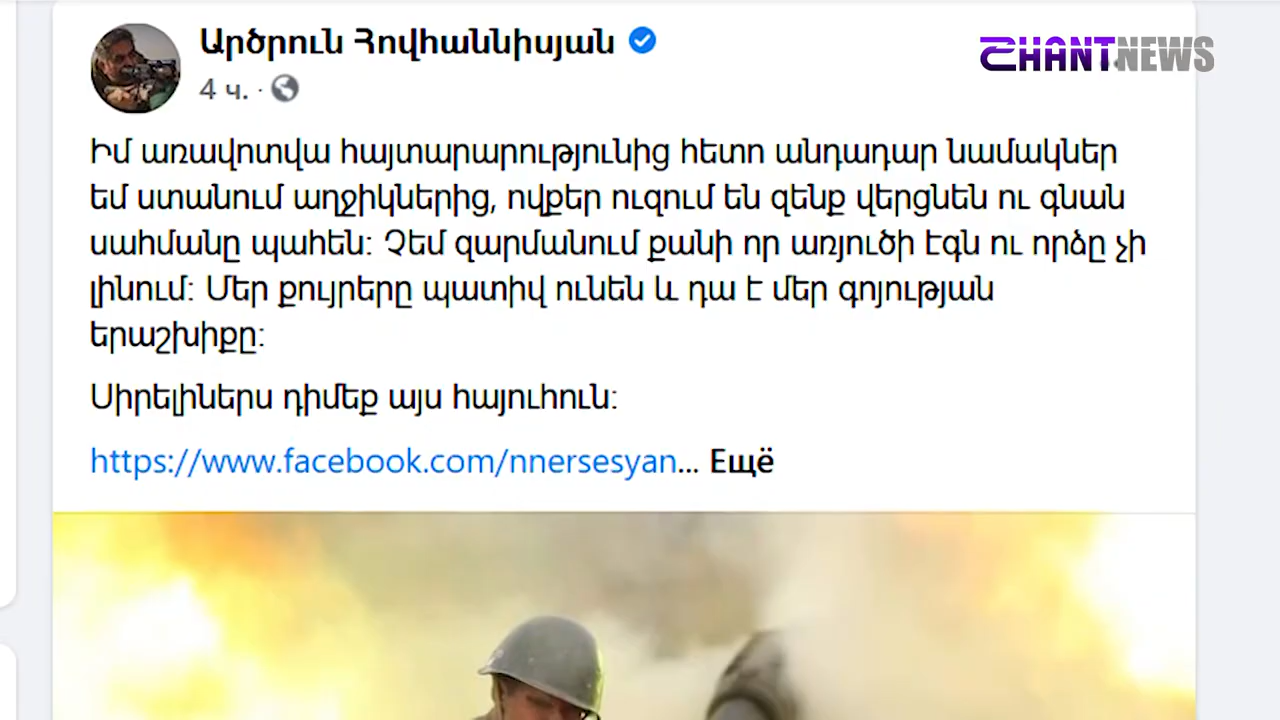 Արծրուն Հովհաննիսյան
4 ч. ·
SHANTNEWS
Իմ առավոտվա հայտարարությունից հետո անդադար նամակներ
եմ ստանում աղջիկներից, ովքեր ուզում են զենք վերցնեն ու գնան
սահմանը պահեն։ Չեմ զարմանում քանի որ առյուծի էգն ու որձը չի
լինում։ Մեր քույրերը պատիվ ունեն և դա է մեր գոյության
երաշխիքը։
Սիրելիներս դիմեք այս հայուհուն։
https://www.facebook.com/nnersesyan... Ещё